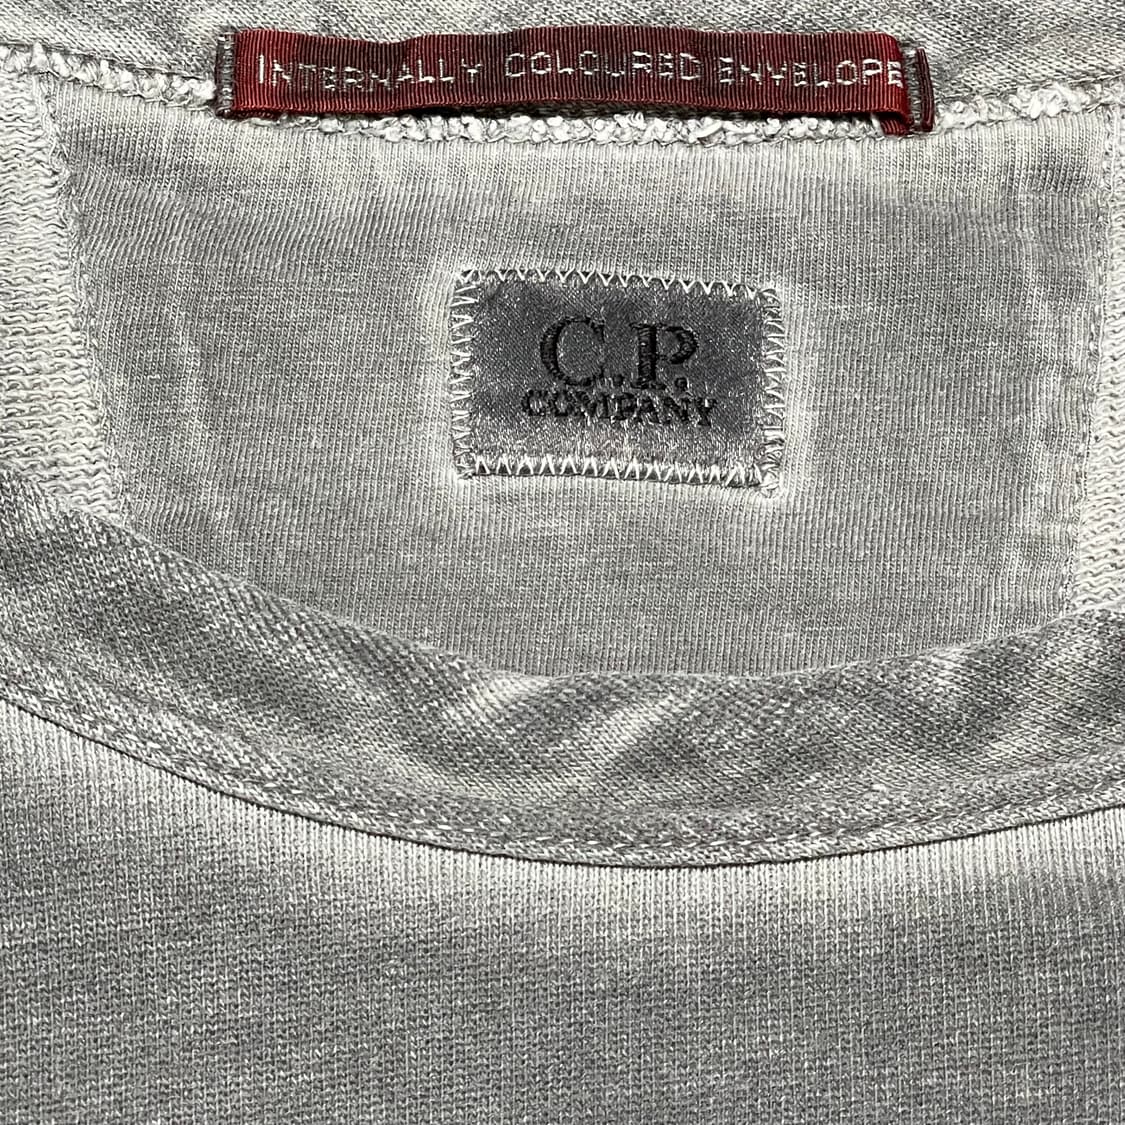 INTERNALLY COLOURED ENVELOPE
C.P.
COMPANY